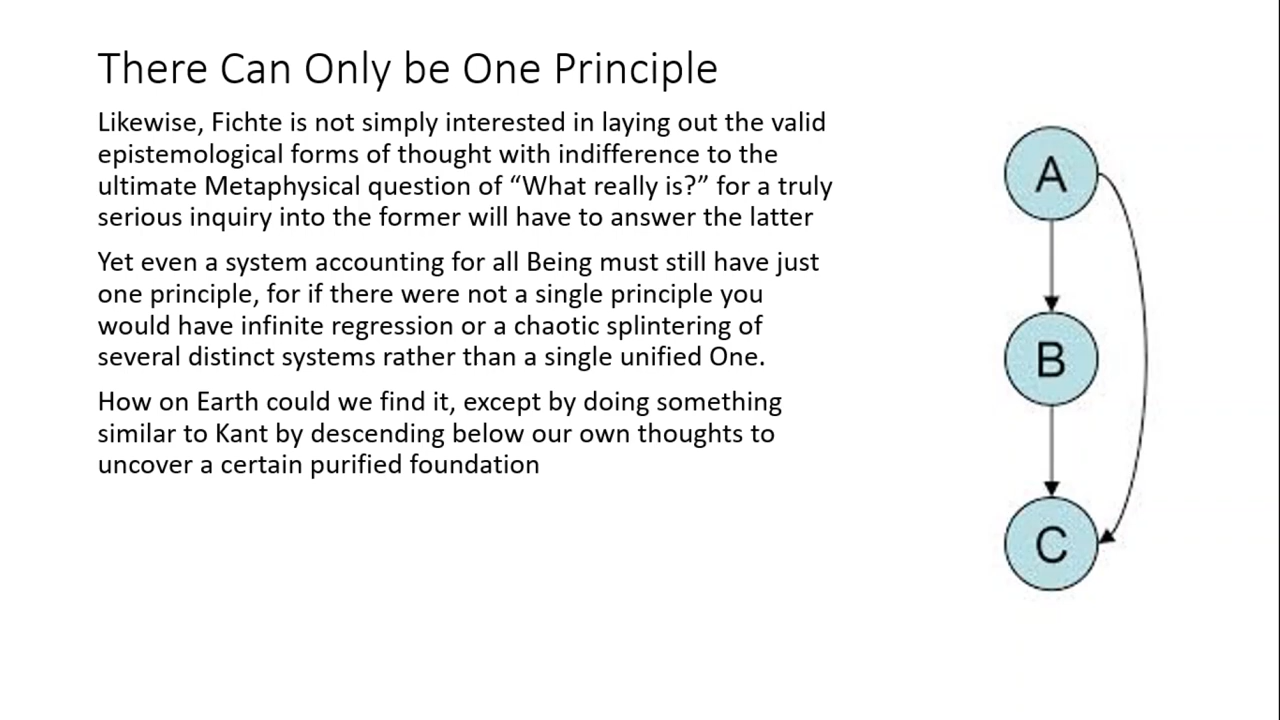 There Can Only be One Principle
Likewise, Fichte is not simply interested in laying out the valid
epistemological forms of thought with indifference to the
ultimate Metaphysical question of “What really is?” for a truly
serious inquiry into the former will have to answer the latter
Yet even a system accounting for all Being must still have just
one principle, for if there were not a single principle you
would have infinite regression or a chaotic splintering of
several distinct systems rather than a single unified One.
How on Earth could we find it, except by doing something
similar to Kant by descending below our own thoughts to
uncover a certain purified foundation
A
B
C